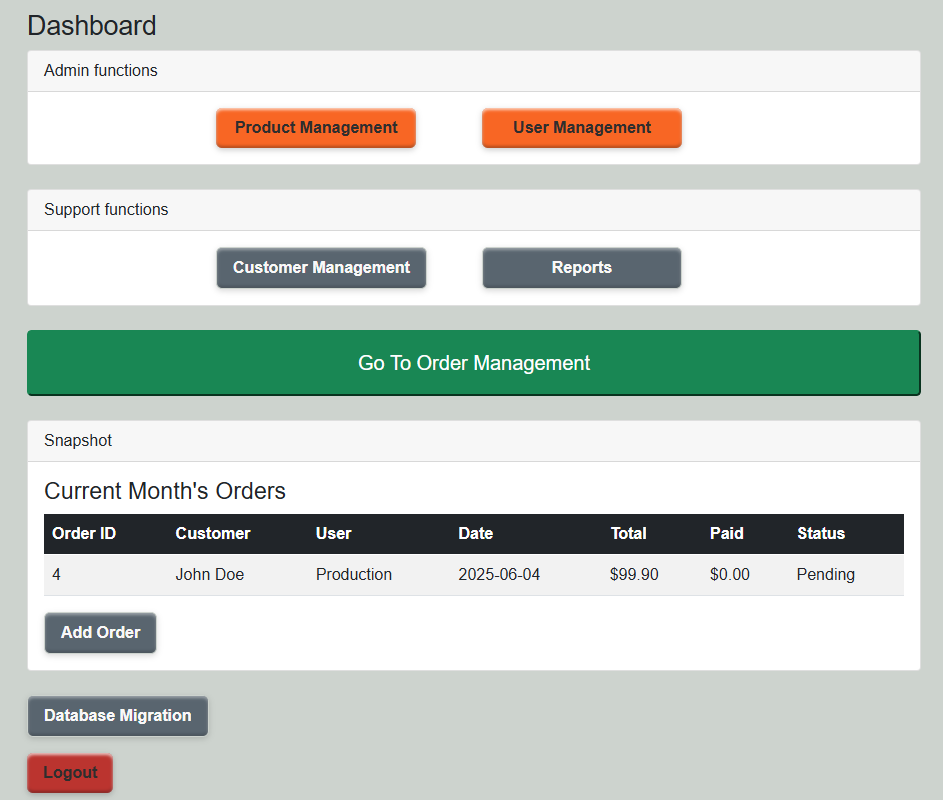 Dashboard
Admin functions
Product Management User Management
Support functions
Customer Management Reports
Go To Order Management
Snapshot
Current Month's Orders
Order ID Customer User Date Total Paid Status
4 John Doe Production 2025-06-04 $99.90 $0.00 Pending
Add Order
Database Migration
Logout